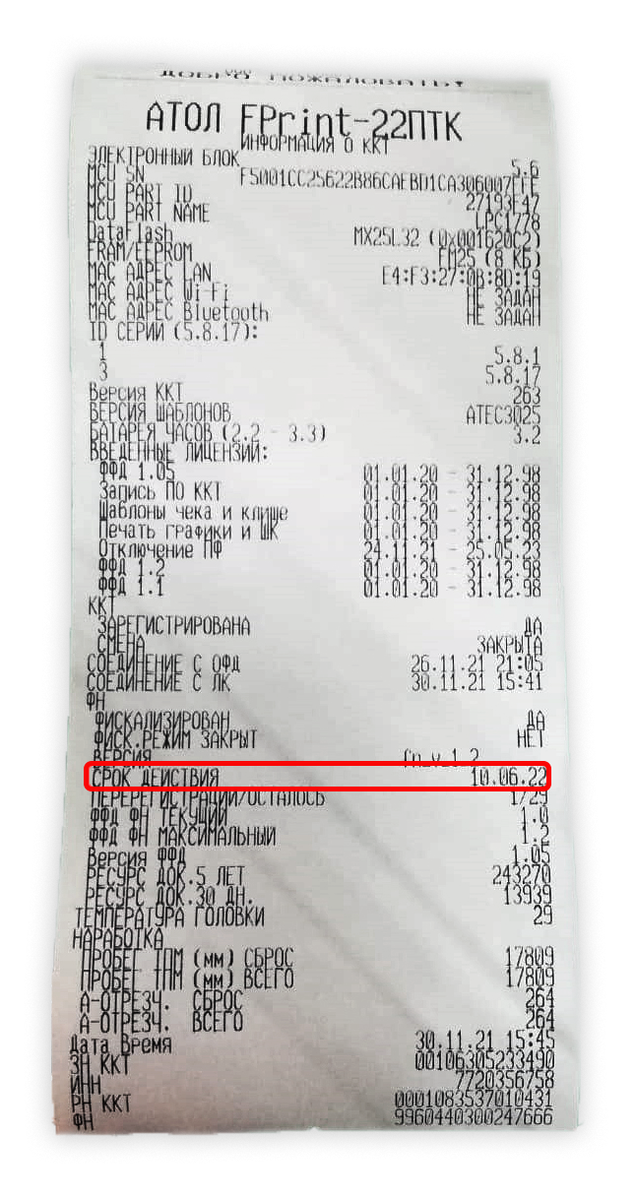 ДОБРО ПОЖАЛОВАТЬ!
АТОЛ FPrint-22ПТК
ИНФОРМАЦИЯ О ККТ
ЭЛЕКТРОННЫЙ БЛОК 5.6
MCU SN F5001CC25622B86CAEBD1CA306007FFE
MCU PART ID 27193F47
MCU PART NAME LPC1778
DataFlash MX25L32 (0x001620C2)
FRAM/EEPROM FM25 (8 КБ)
MAC АДРЕС LAN E4:F3:27:0B:8D:19
MAC АДРЕС Wi-Fi НЕ ЗАДАН
MAC АДРЕС Bluetooth НЕ ЗАДАН
ID СЕРИИ (5.8.17):
1 5.8.1
3 5.8.17
Версия ККТ 263
ВЕРСИЯ ШАБЛОНОВ ATEC3025
БАТАРЕЯ ЧАСОВ (2.2 - 3.3) 3.2
ВВЕДЕННЫЕ ЛИЦЕНЗИИ:
ФФД 1.05 01.01.20 - 31.12.98
Запись ПО ККТ 01.01.20 - 31.12.98
Шаблоны чека и клише 01.01.20 - 31.12.98
Печать графики и ШК 01.01.20 - 31.12.98
Отключение ПФ 24.11.21 - 25.05.23
ФФД 1.2 01.01.20 - 31.12.98
ФФД 1.1 01.01.20 - 31.12.98
ККТ
ЗАРЕГИСТРИРОВАНА ДА
СМЕНА ЗАКРЫТА
СОЕДИНЕНИЕ С ОФД 26.11.21 21:05
СОЕДИНЕНИЕ С ЛК 30.11.21 15:41
ФН
ФИСКАЛИЗИРОВАН ДА
ФИСК.РЕЖИМ ЗАКРЫТ НЕТ
ВЕРСИЯ fn_v_1_2
СРОК ДЕЙСТВИЯ 10.06.22
ПЕРЕРЕГИСТРАЦИЙ/ОСТАЛОСЬ 1/29
ФФД ФН ТЕКУЩИЙ 1.0
ФФД ФН МАКСИМАЛЬНЫЙ 1.2
Версия ФФД 1.05
РЕСУРС ДОК.5 ЛЕТ 243270
РЕСУРС ДОК.30 ДН. 13939
ТЕМПЕРАТУРА ГОЛОВКИ 29
НАРАБОТКА
ПРОБЕГ ТПМ (мм) СБРОС 17809
ПРОБЕГ ТПМ (мм) ВСЕГО 17809
А-ОТРЕЗЧ. СБРОС 264
А-ОТРЕЗЧ. ВСЕГО 264
Дата Время 30.11.21 15:45
ЗН ККТ 00106305233490
ИНН 7720356758
РН ККТ 0001083537010431
ФН 9960440300247666